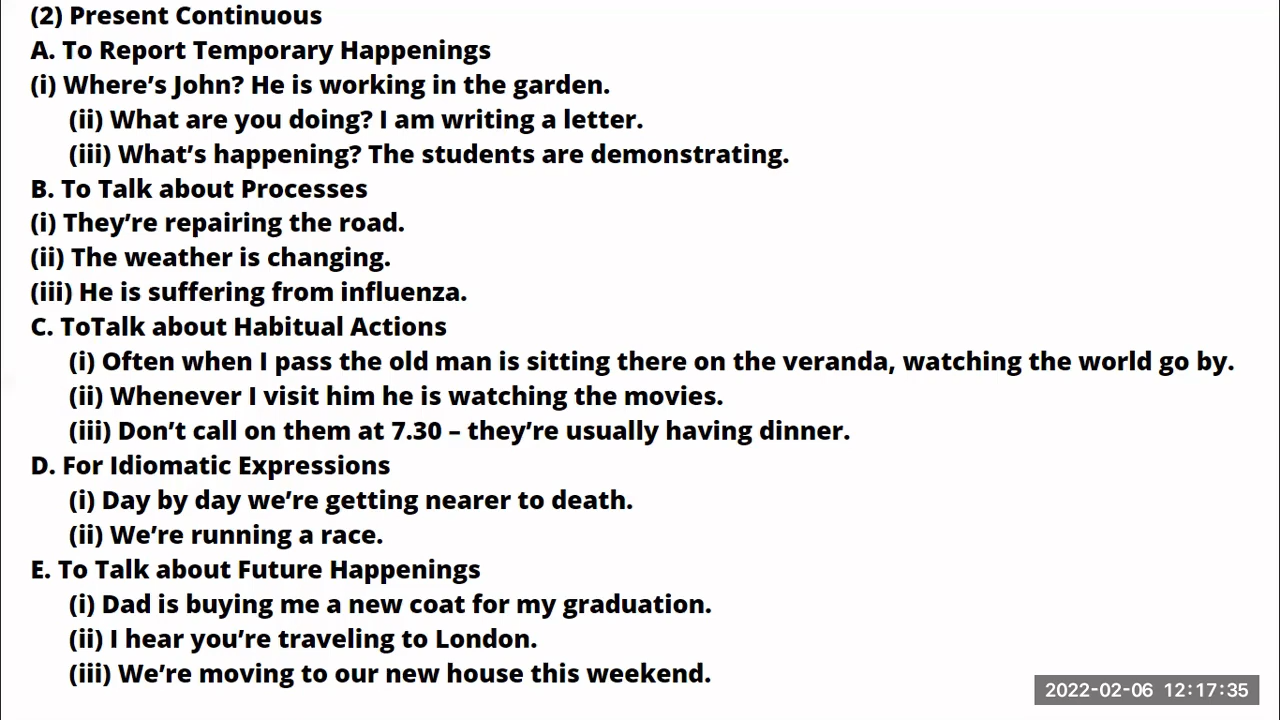 (2) Present Continuous
A. To Report Temporary Happenings
(i) Where’s John? He is working in the garden.
(ii) What are you doing? I am writing a letter.
(iii) What’s happening? The students are demonstrating.
B. To Talk about Processes
(i) They’re repairing the road.
(ii) The weather is changing.
(iii) He is suffering from influenza.
C. ToTalk about Habitual Actions
(i) Often when I pass the old man is sitting there on the veranda, watching the world go by.
(ii) Whenever I visit him he is watching the movies.
(iii) Don’t call on them at 7.30 – they’re usually having dinner.
D. For Idiomatic Expressions
(i) Day by day we’re getting nearer to death.
(ii) We’re running a race.
E. To Talk about Future Happenings
(i) Dad is buying me a new coat for my graduation.
(ii) I hear you’re traveling to London.
(iii) We’re moving to our new house this weekend.
2022-02-06 12:17:35